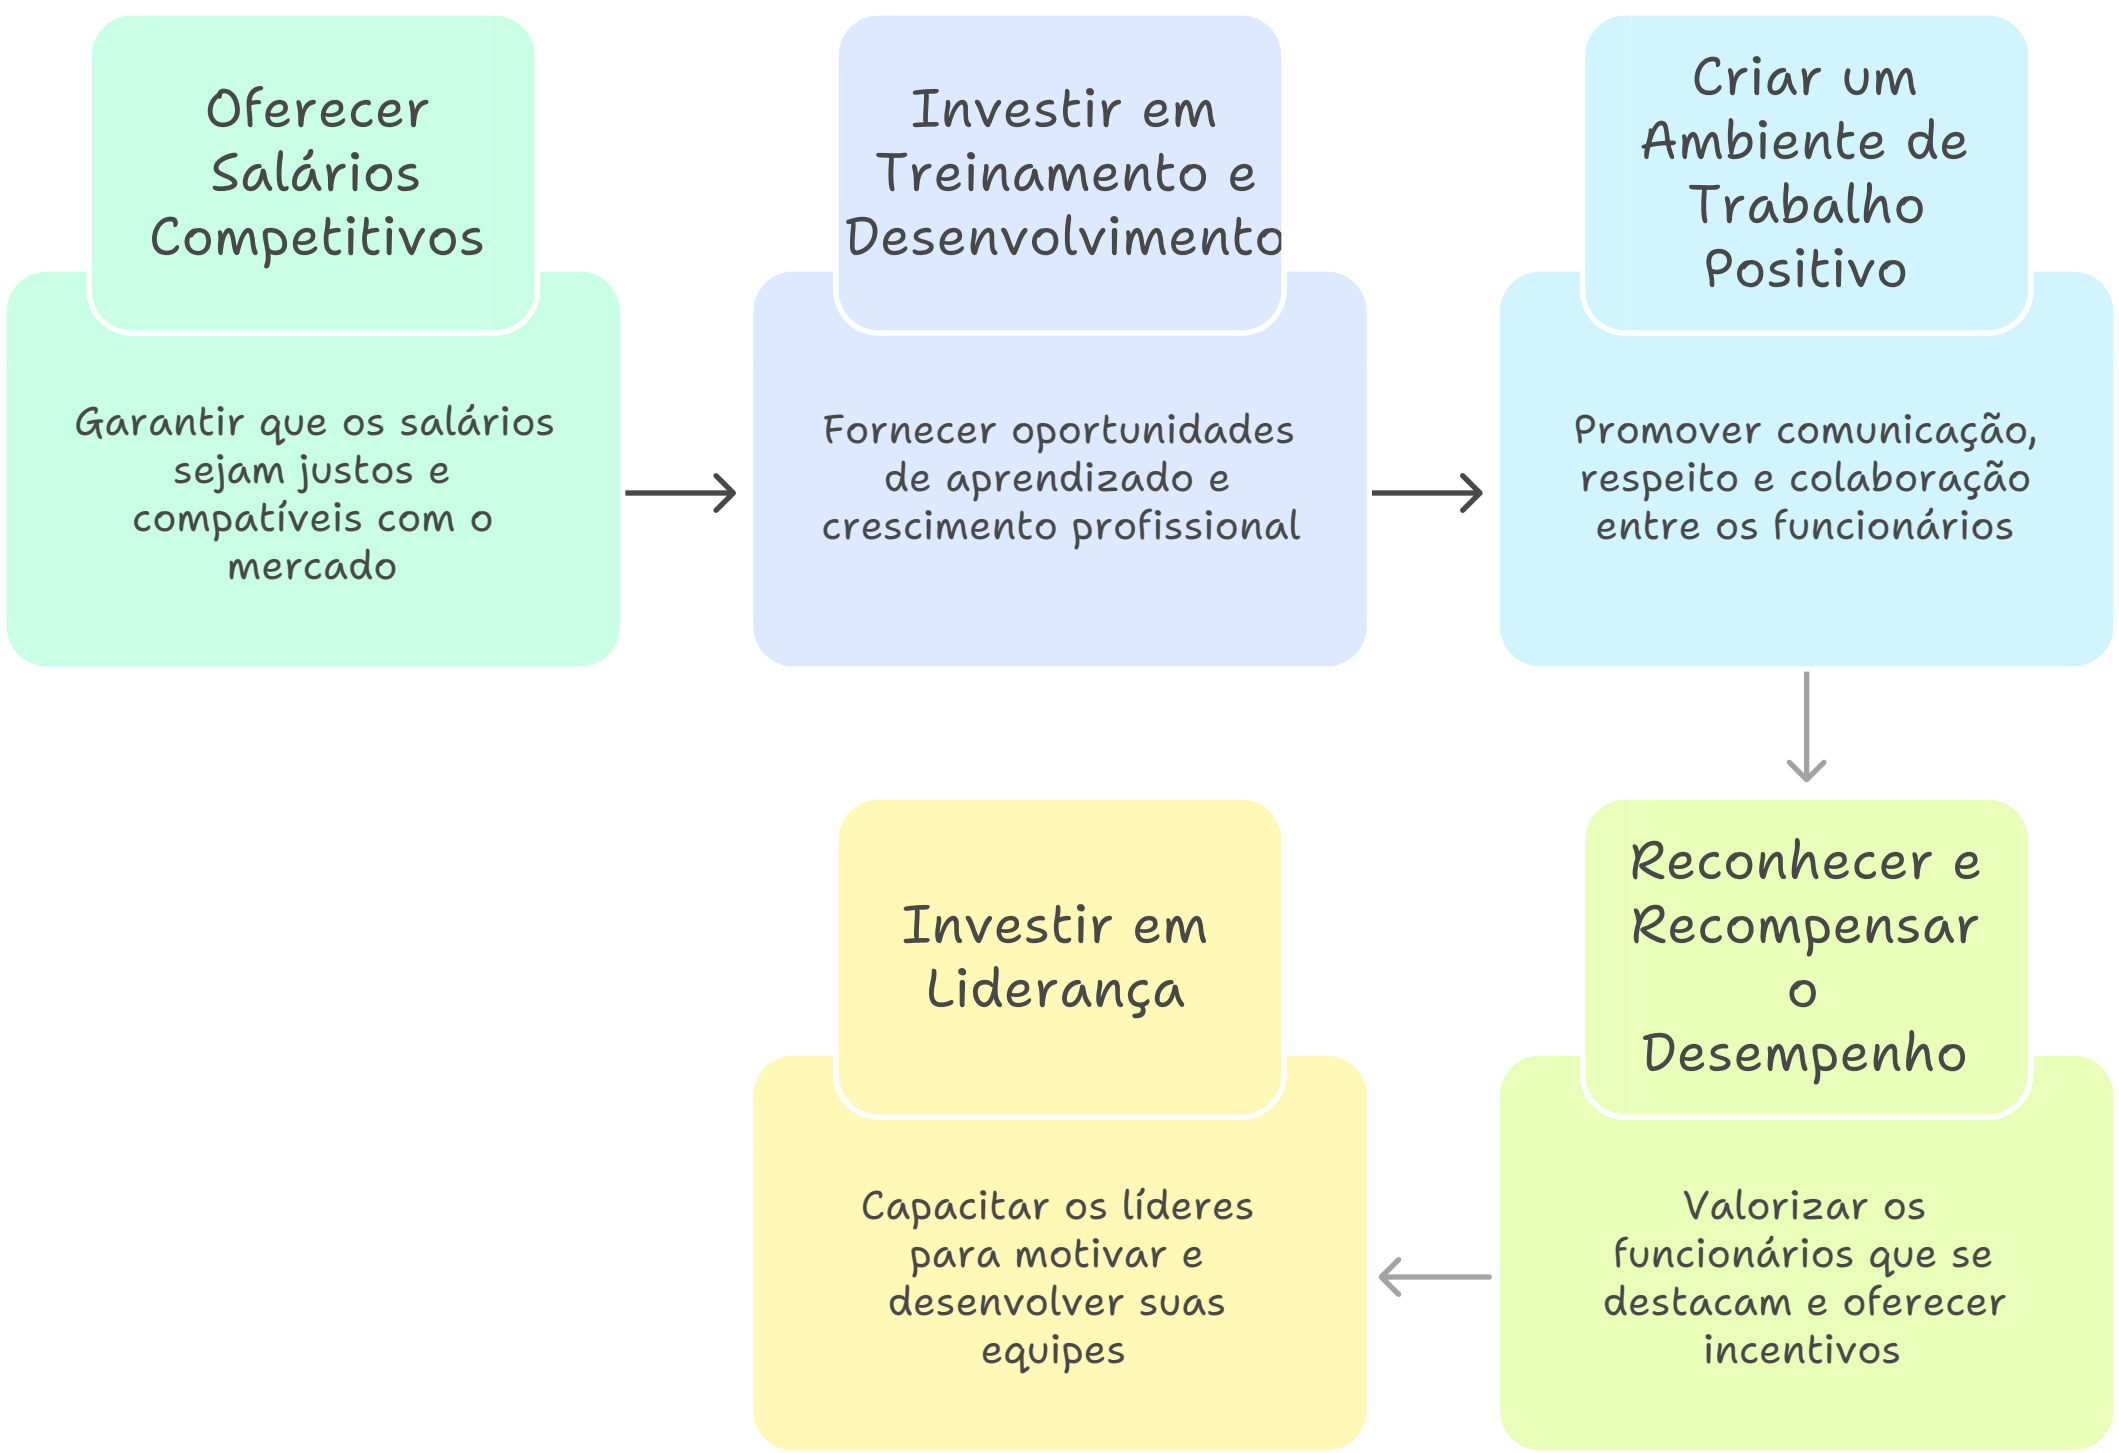 Oferecer
Salários
Competitivos
Garantir que os salários
sejam justos e
compatíveis com o
mercado
Investir em
Treinamento e
Desenvolvimento
Fornecer oportunidades
de aprendizado e
crescimento profissional
Criar um
Ambiente de
Trabalho
Positivo
Promover comunicação,
respeito e colaboração
entre os funcionários
Reconhecer e
Recompensar
o
Desempenho
Valorizar os
funcionários que se
destacam e oferecer
incentivos
Investir em
Liderança
Capacitar os líderes
para motivar e
desenvolver suas
equipes